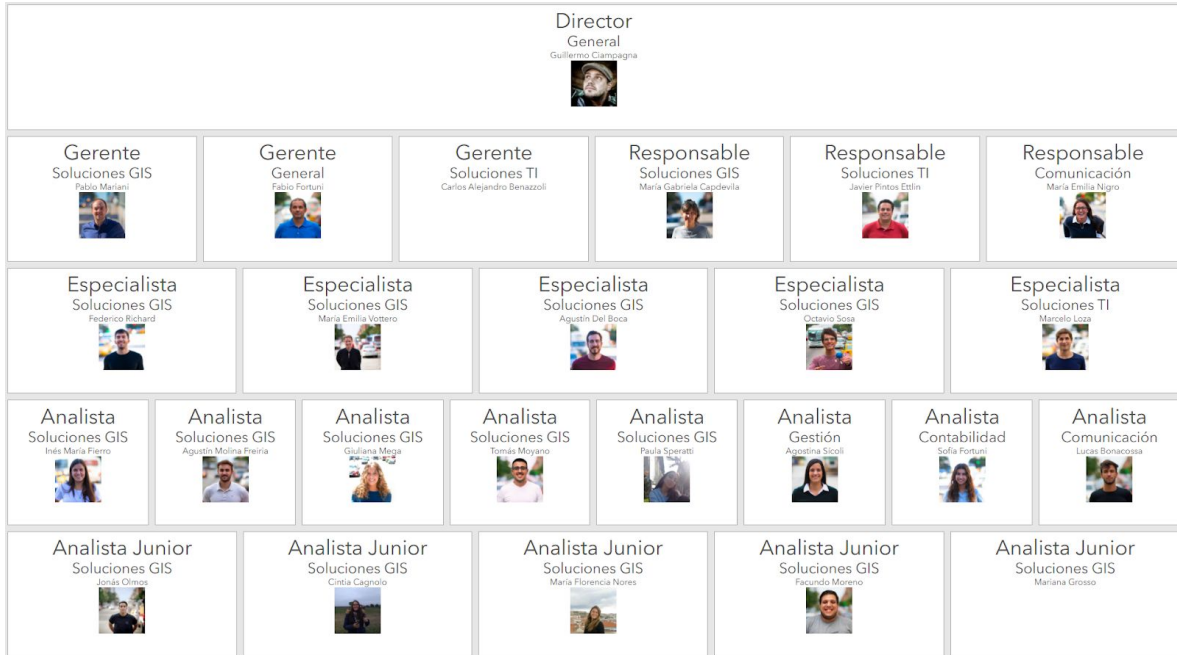 Director
General
Guillermo Ciampagna
Gerente
Soluciones GIS
Pablo Mariani
Gerente
General
Fabio Fortuni
Gerente
Soluciones TI
Carlos Alejandro Benazzoli
Responsable
Soluciones GIS
María Gabriela Capdevila
Responsable
Soluciones TI
Javier Pintos Ettlin
Responsable
Comunicación
María Emilia Nigro
Especialista
Soluciones GIS
Federico Richard
Especialista
Soluciones GIS
María Emilia Vottero
Especialista
Soluciones GIS
Agustín Del Boca
Especialista
Soluciones GIS
Octavio Sosa
Especialista
Soluciones TI
Marcelo Loza
Analista
Soluciones GIS
Inés María Fierro
Analista
Soluciones GIS
Agustín Molina Freiria
Analista
Soluciones GIS
Giuliana Mega
Analista
Soluciones GIS
Tomás Moyano
Analista
Soluciones GIS
Paula Speratti
Analista
Gestión
Agostina Sicoli
Analista
Contabilidad
Sofía Fortuni
Analista
Comunicación
Lucas Bonacossa
Analista Junior
Soluciones GIS
Jonás Olmos
Analista Junior
Soluciones GIS
Cintia Cagnolo
Analista Junior
Soluciones GIS
María Florencia Nores
Analista Junior
Soluciones GIS
Facundo Moreno
Analista Junior
Soluciones GIS
Mariana Grosso